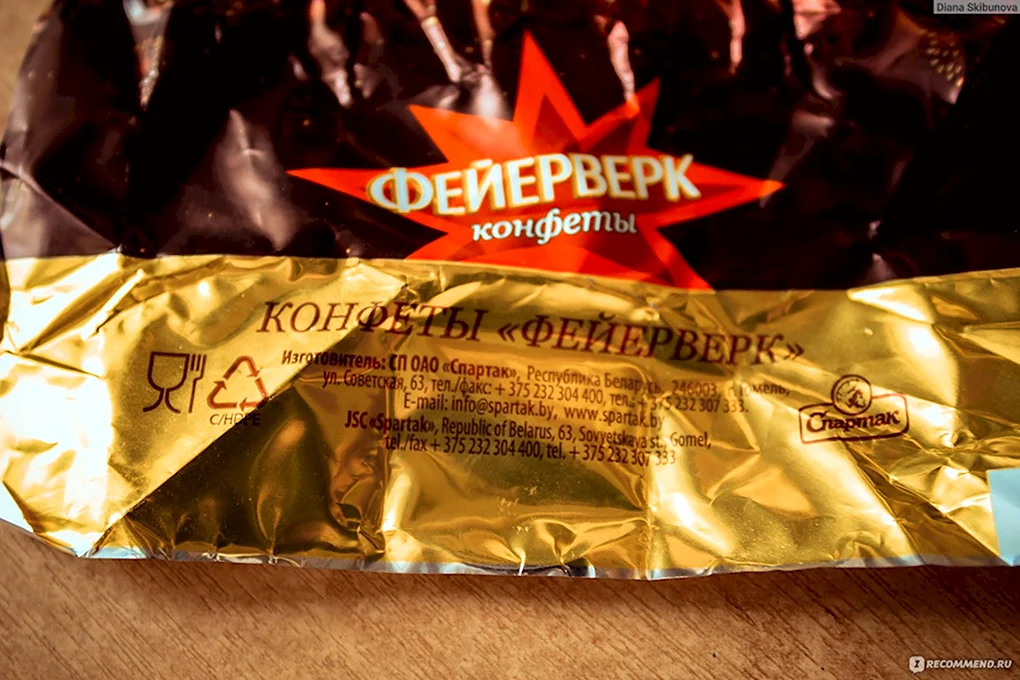 Diana Skibunova
ФЕЙЕРВЕРК
конфеты
КОНФЕТЫ «ФЕЙЕРВЕРК»
Изготовитель: СП ОАО «Спартак», Республика Беларусь, 246003, г. Гомель,
ул. Советская, 63, тел./факс: + 375 232 304 400, тел. + 375 232 307 333.
E-mail: info@spartak.by, www.spartak.by
JSC «Spartak», Republic of Belarus, 63, Sovyetskaya st., Gomel,
tel./fax + 375 232 304 400, tel. + 375 232 307 333
C/HDPE
Спартак
RECOMMEND.RU